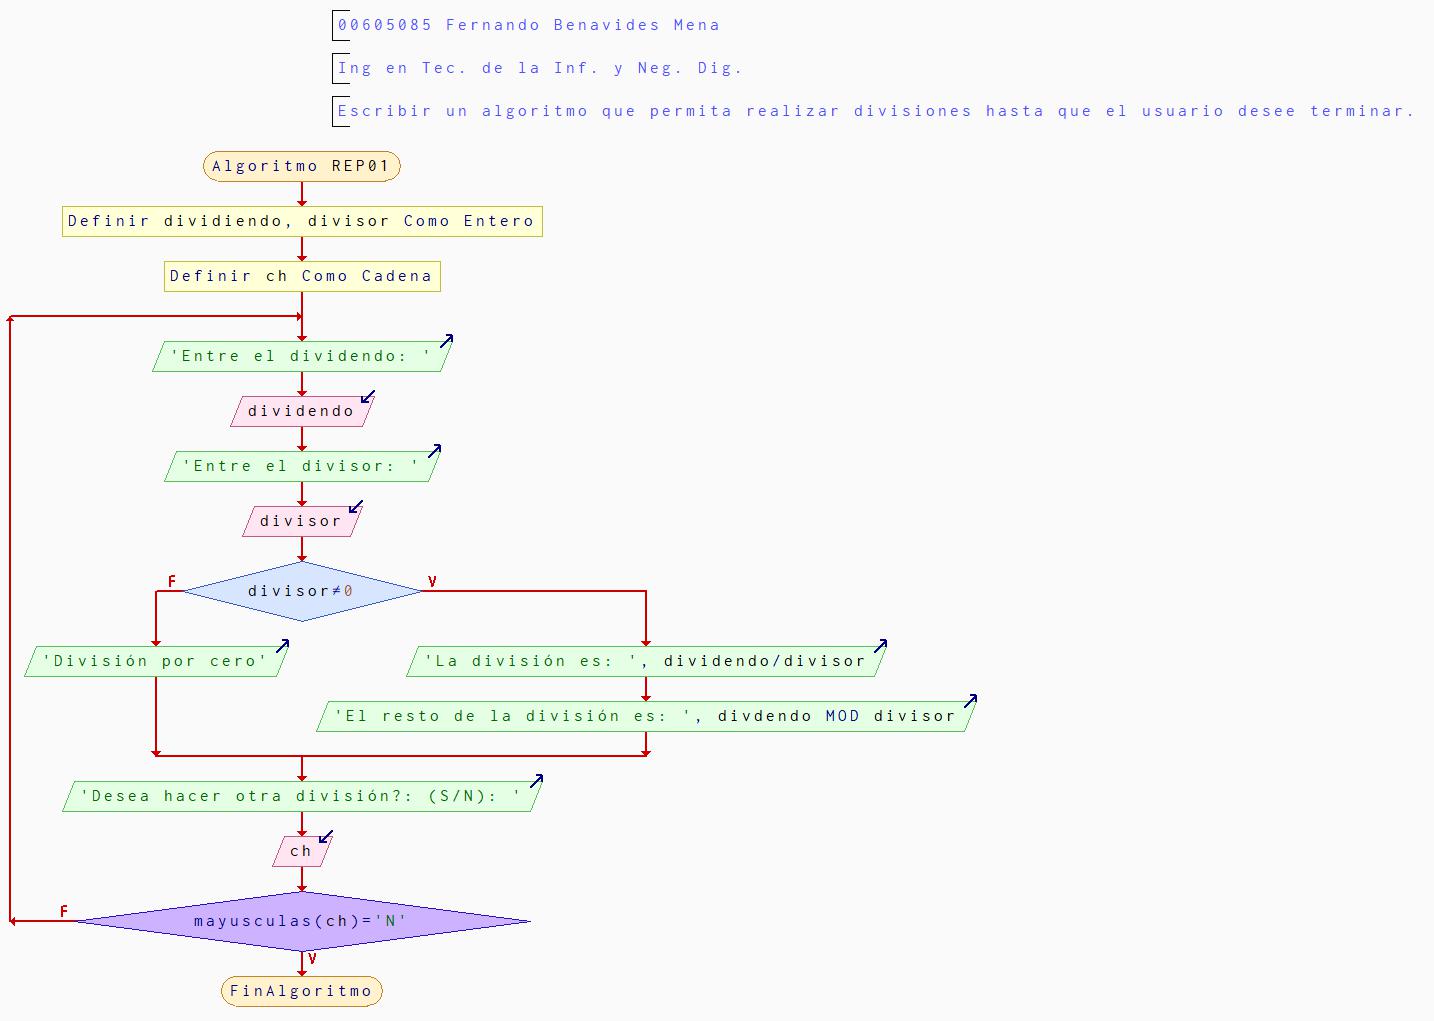 00605085 Fernando Benavides Mena
Ing en Tec. de la Inf. y Neg. Dig.
Escribir un algoritmo que permita realizar divisiones hasta que el usuario desee terminar.
Algoritmo REP01
Definir dividiendo, divisor Como Entero
Definir ch Como Cadena
'Entre el dividendo: '
dividendo
'Entre el divisor: '
divisor
F
V
divisor≠0
'División por cero'
'La división es: ', dividendo/divisor
'El resto de la división es: ', divdendo MOD divisor
'Desea hacer otra división?: (S/N): '
ch
F
mayusculas(ch)='N'
V
FinAlgoritmo